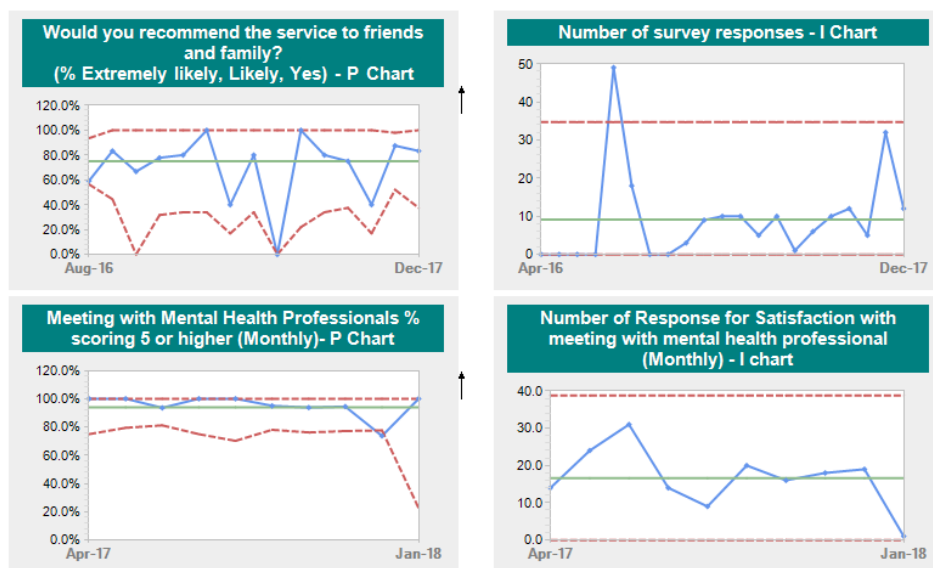 Would you recommend the service to friends
and family?
(% Extremely likely, Likely, Yes) - P Chart
120.0%
100.0%
80.0%
60.0%
40.0%
20.0%
0.0%
Aug-16
Dec-17
Number of survey responses - I Chart
50
40
30
20
10
0
Apr-16
Dec-17
Meeting with Mental Health Professionals %
scoring 5 or higher (Monthly)- P Chart
120.0%
100.0%
80.0%
60.0%
40.0%
20.0%
0.0%
Apr-17
Jan-18
Number of Response for Satisfaction with
meeting with mental health professional
(Monthly) - I chart
40.0
30.0
20.0
10.0
0.0
Apr-17
Jan-18